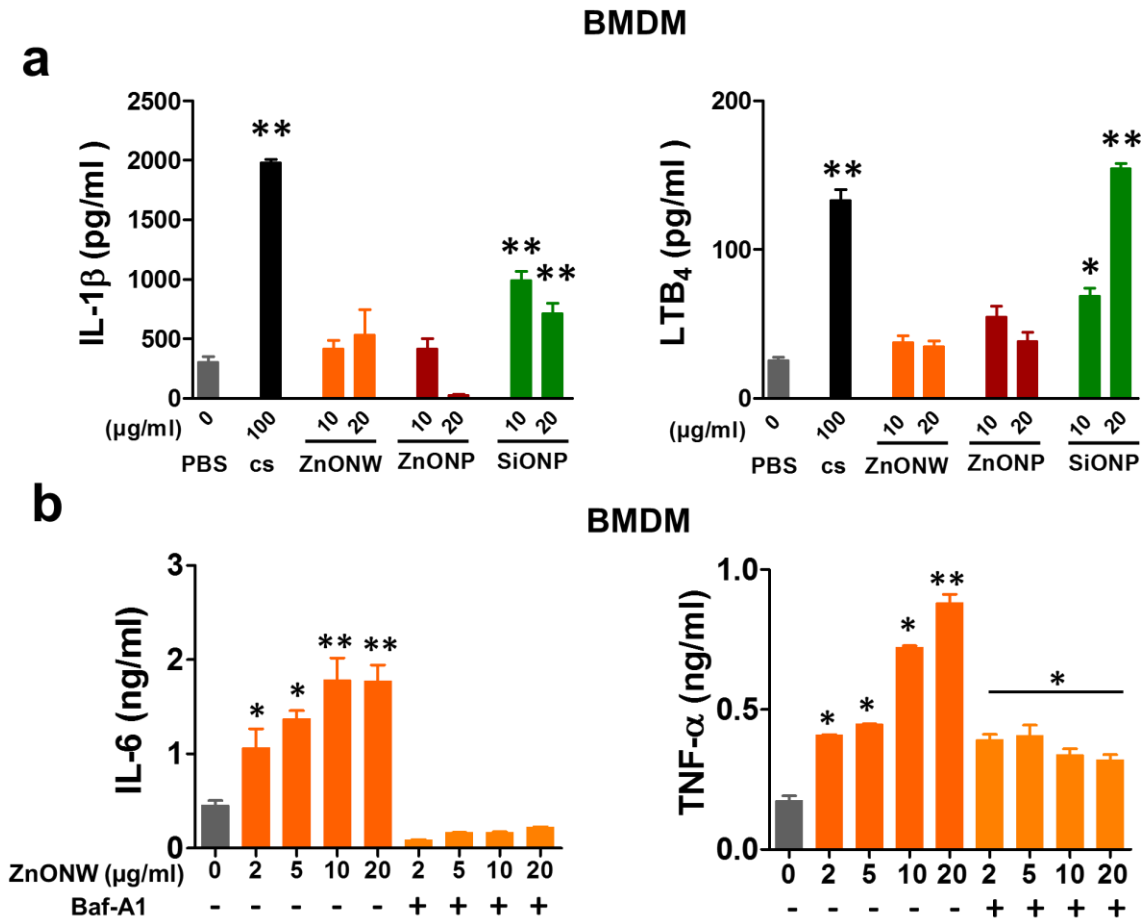 BMDM
a
IL-1β (pg/ml )
2500
2000
1500
1000
500
0
**
**
**
(μg/ml)
0 100 10 20 10 20 10 20
PBS cs ZnONW ZnONP SiONP
LTB₄ (pg/ml )
200
100
0
**
*
**
(μg/ml)
0 100 10 20 10 20 10 20
PBS cs ZnONW ZnONP SiONP
b
BMDM
IL-6 (ng/ml)
3
2
1
0
* * ** **
ZnONW (μg/ml) 0 2 5 10 20 2 5 10 20
Baf-A1 - - - - - + + + +
TNF-α (ng/ml)
1.0
0.5
0.0
* * * ** *
0 2 5 10 20 2 5 10 20
- - - - - + + + +